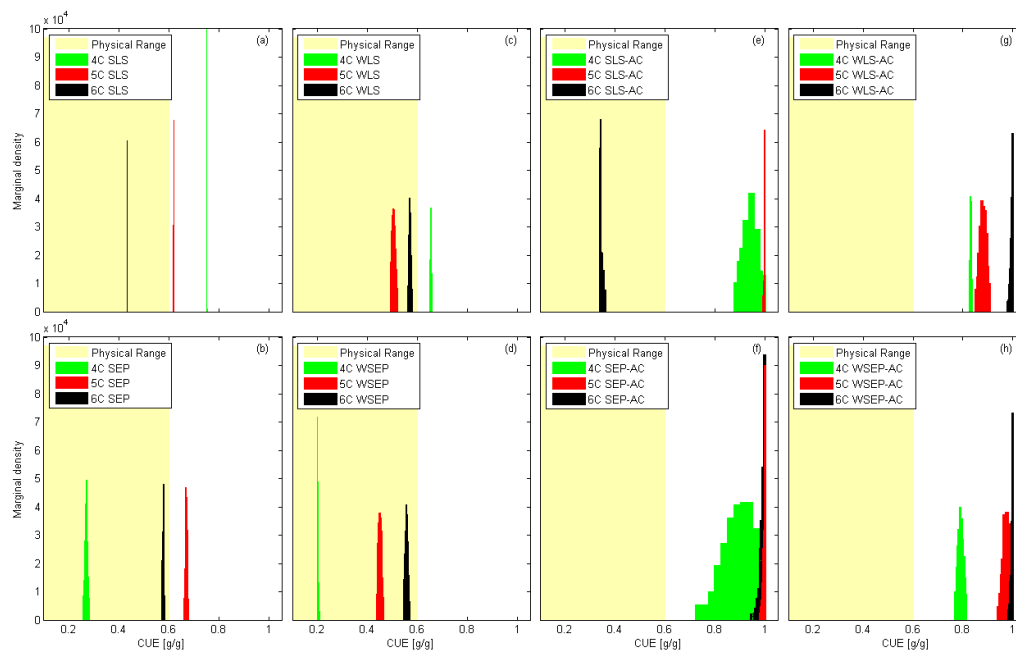 x 10⁴
10
9
8
7
6
5
4
3
2
1
0
Marginal density
(a)
Physical Range
4C SLS
5C SLS
6C SLS
(c)
Physical Range
4C WLS
5C WLS
6C WLS
(e)
Physical Range
4C SLS-AC
5C SLS-AC
6C SLS-AC
(g)
Physical Range
4C WLS-AC
5C WLS-AC
6C WLS-AC
x 10⁴
10
9
8
7
6
5
4
3
2
1
0
Marginal density
(b)
Physical Range
4C SEP
5C SEP
6C SEP
0.2 0.4 0.6 0.8 1
CUE [g/g]
(d)
Physical Range
4C WSEP
5C WSEP
6C WSEP
0.2 0.4 0.6 0.8 1
CUE [g/g]
(f)
Physical Range
4C SEP-AC
5C SEP-AC
6C SEP-AC
0.2 0.4 0.6 0.8 1
CUE [g/g]
(h)
Physical Range
4C WSEP-AC
5C WSEP-AC
6C WSEP-AC
0.2 0.4 0.6 0.8 1
CUE [g/g]